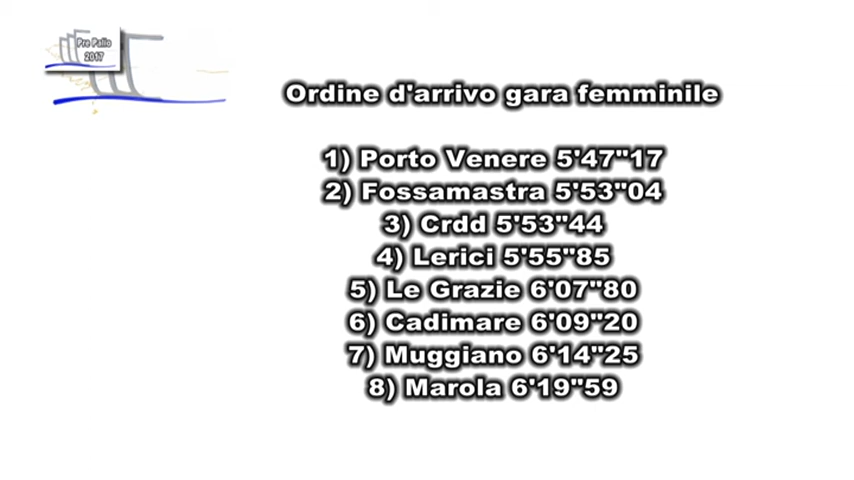 Pre Palio
2017
Ordine d'arrivo gara femminile
1) Porto Venere 5'47"17
2) Fossamastra 5'53"04
3) Crdd 5'53"44
4) Lerici 5'55"85
5) Le Grazie 6'07"80
6) Cadimare 6'09"20
7) Muggiano 6'14"25
8) Marola 6'19"59